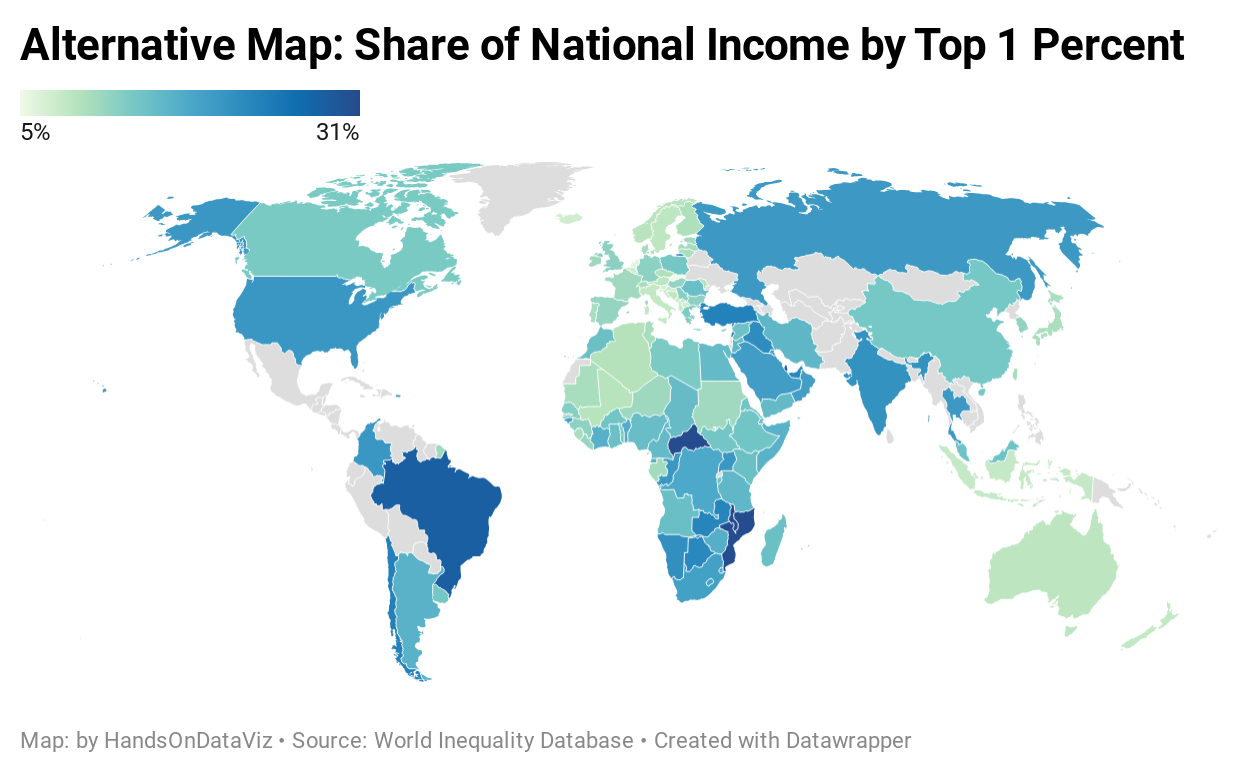 Alternative Map: Share of National Income by Top 1 Percent
5% 31%
Map: by HandsOnDataViz • Source: World Inequality Database • Created with Datawrapper